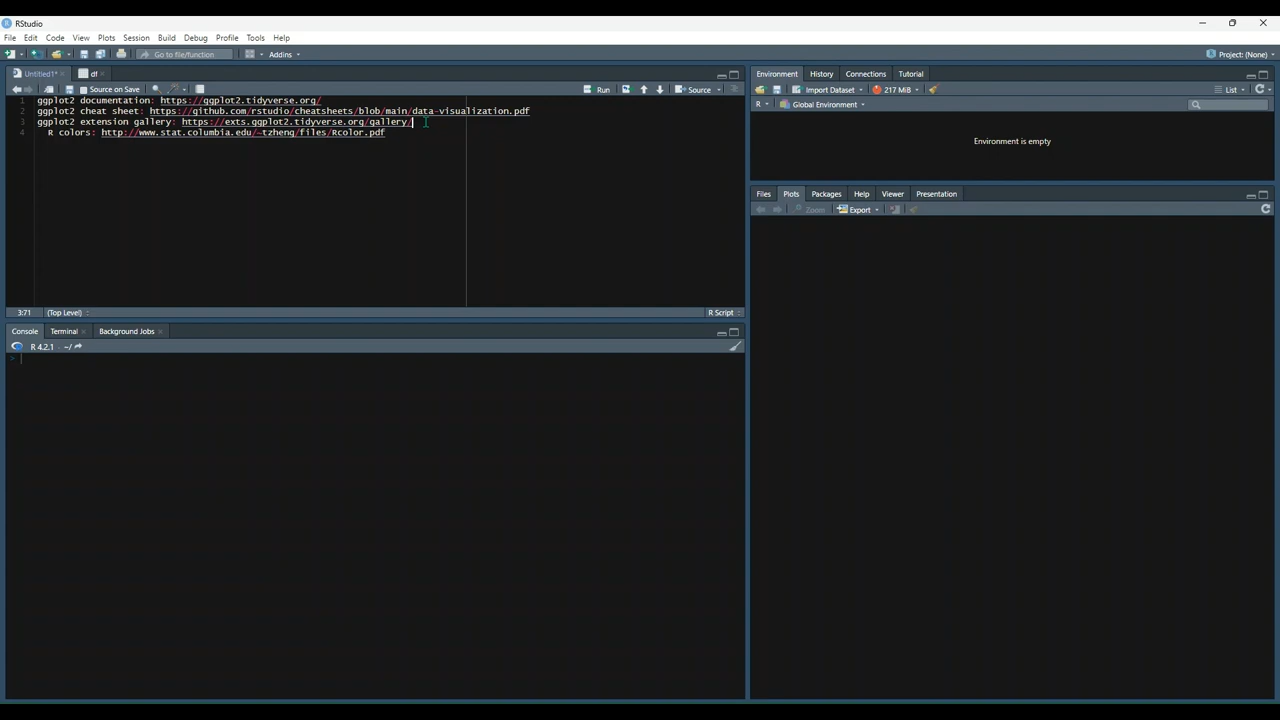 RStudio
File Edit Code View Plots Session Build Debug Profile Tools Help
Go to file/function Addins Project: (None)
Untitled1* df
Source on Save Run Source
1 ggplot2 documentation: https://ggplot2.tidyverse.org/
2 ggplot2 cheat sheet: https://github.com/rstudio/cheatsheets/blob/main/data-visualization.pdf
3 ggplot2 extension gallery: https://exts.ggplot2.tidyverse.org/gallery/
4 R colors: http://www.stat.columbia.edu/~tzheng/files/Rcolor.pdf
3:71 (Top Level) R Script
Console Terminal Background Jobs
R 4.2.1 · ~/
>
Environment History Connections Tutorial
Import Dataset 217 MiB List
R Global Environment
Environment is empty
Files Plots Packages Help Viewer Presentation
Zoom Export